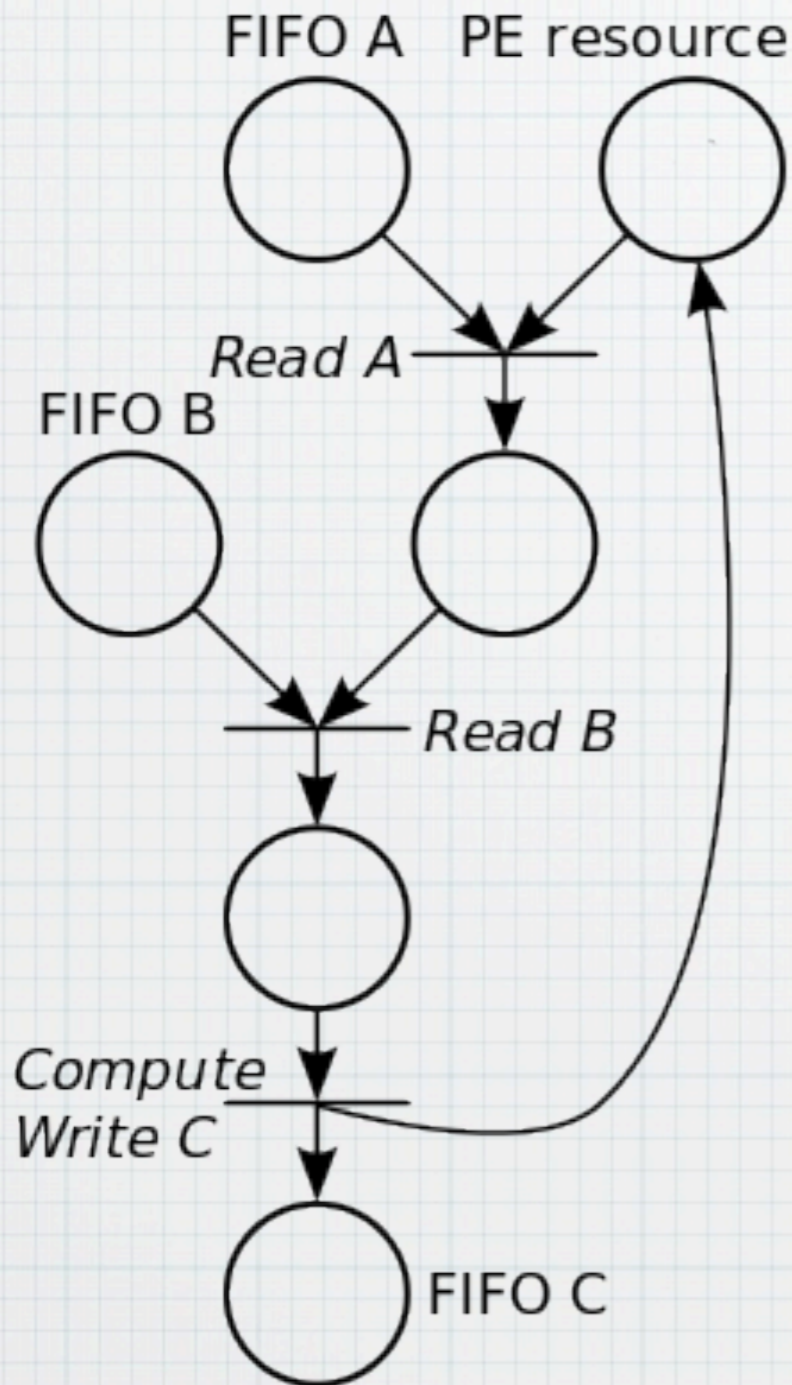 FIFO A
PE resource
Read A
FIFO B
Read B
Compute
Write C
FIFO C